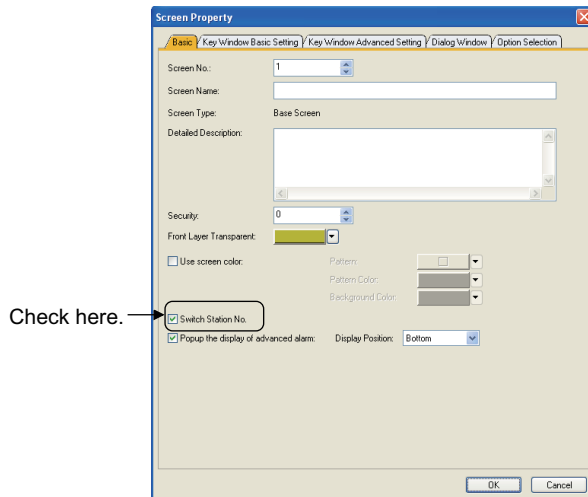 Screen Property
Basic Key Window Basic Setting Key Window Advanced Setting Dialog Window Option Selection
Screen No.: 1
Screen Name:
Screen Type: Base Screen
Detailed Description:
Security: 0
Front Layer Transparent:
Use screen color: Pattern:
Pattern Color:
Background Color:
Check here.
Switch Station No.
Popup the display of advanced alarm: Display Position: Bottom
OK Cancel